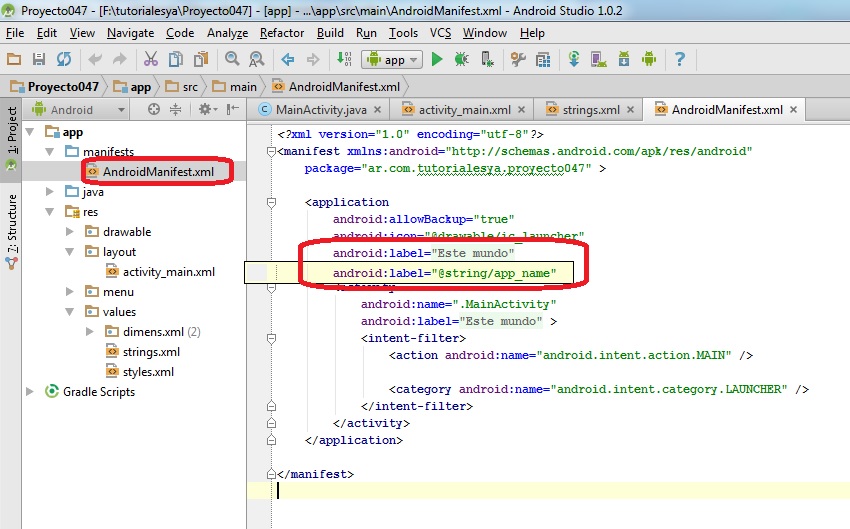 Proyecto047 - [F:\tutorialesya\Proyecto047] - [app] - ...\app\src\main\AndroidManifest.xml - Android Studio 1.0.2
File Edit View Navigate Code Analyze Refactor Build Run Tools VCS Window Help
app
Proyecto047 app src main AndroidManifest.xml
1: Project
7: Structure
Android
app
manifests
AndroidManifest.xml
java
res
drawable
layout
activity_main.xml
menu
values
dimens.xml (2)
strings.xml
styles.xml
Gradle Scripts
MainActivity.java activity_main.xml strings.xml AndroidManifest.xml
<?xml version="1.0" encoding="utf-8"?>
<manifest xmlns:android="http://schemas.android.com/apk/res/android"
package="ar.com.tutorialesya.proyecto047" >
<application
android:allowBackup="true"
android:icon="@drawable/ic_launcher"
android:label="Este mundo"
android:label="@string/app_name"
android:name=".MainActivity"
android:label="Este mundo" >
<intent-filter>
<action android:name="android.intent.action.MAIN" />
<category android:name="android.intent.category.LAUNCHER" />
</intent-filter>
</activity>
</application>
</manifest>